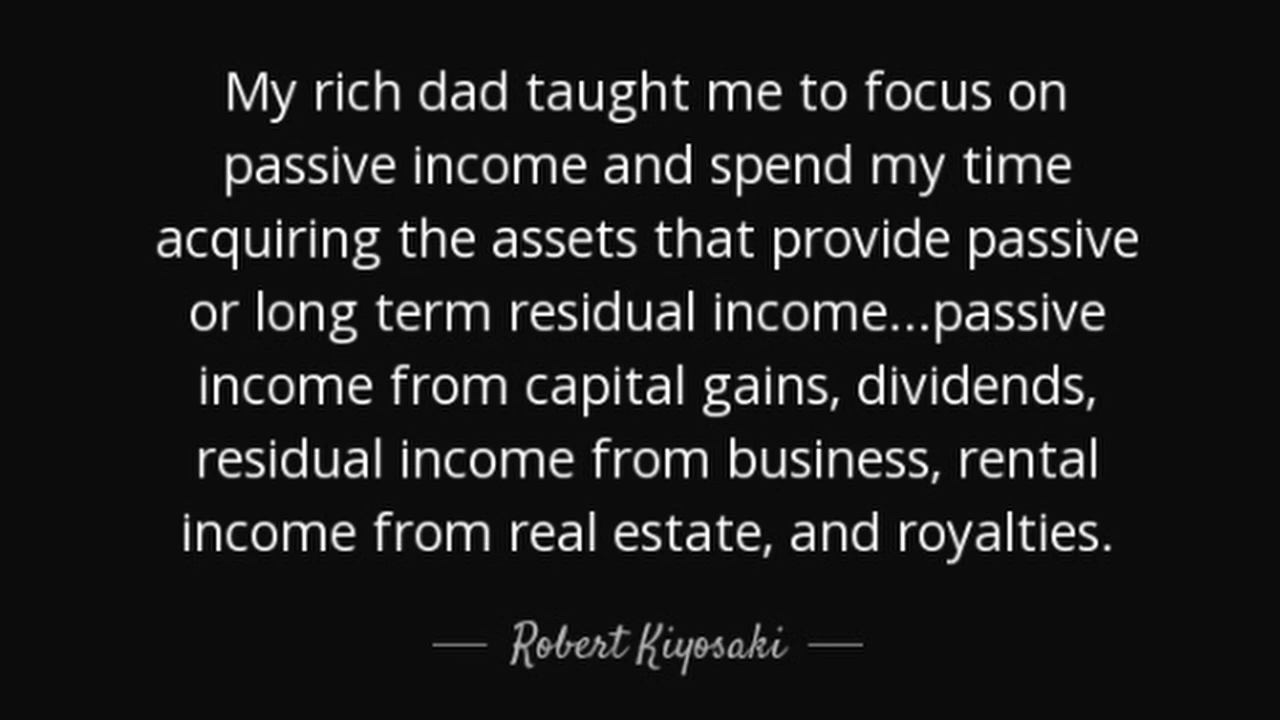 My rich dad taught me to focus on
passive income and spend my time
acquiring the assets that provide passive
or long term residual income...passive
income from capital gains, dividends,
residual income from business, rental
income from real estate, and royalties.
— Robert Kiyosaki —